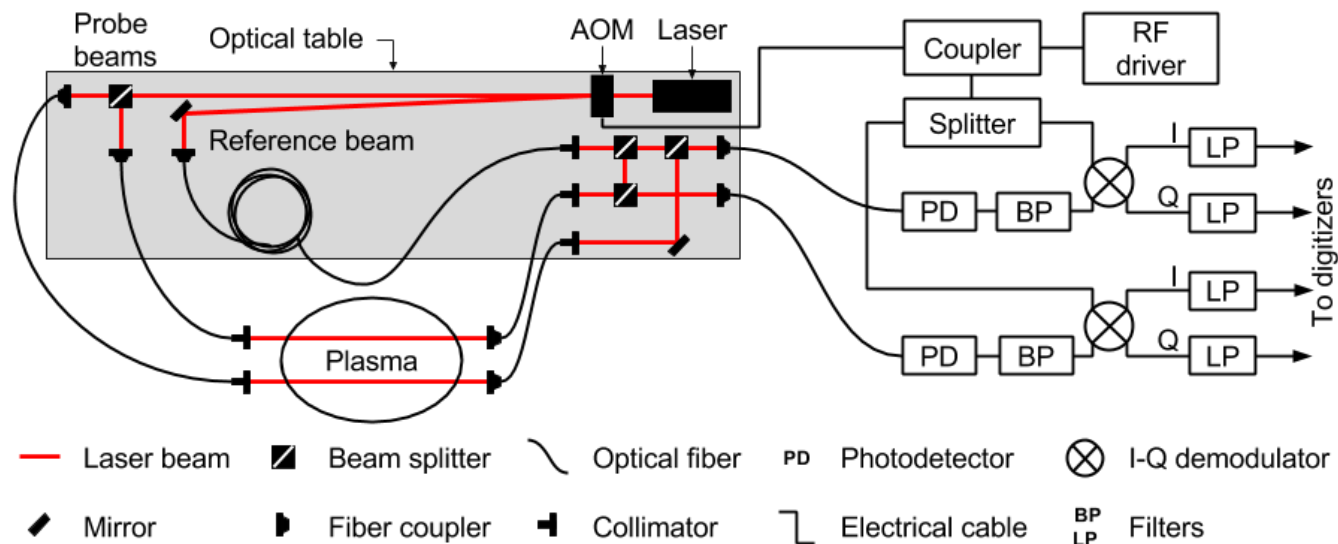 Probe
beams
Optical table
AOM
Laser
Coupler
RF
driver
Reference beam
Splitter
I
LP
PD
BP
Q
LP
To digitizers
I
LP
PD
BP
Q
LP
Plasma
Laser beam
Beam splitter
Optical fiber
PD
Photodetector
I-Q demodulator
Mirror
Fiber coupler
Collimator
Electrical cable
BP
LP
Filters